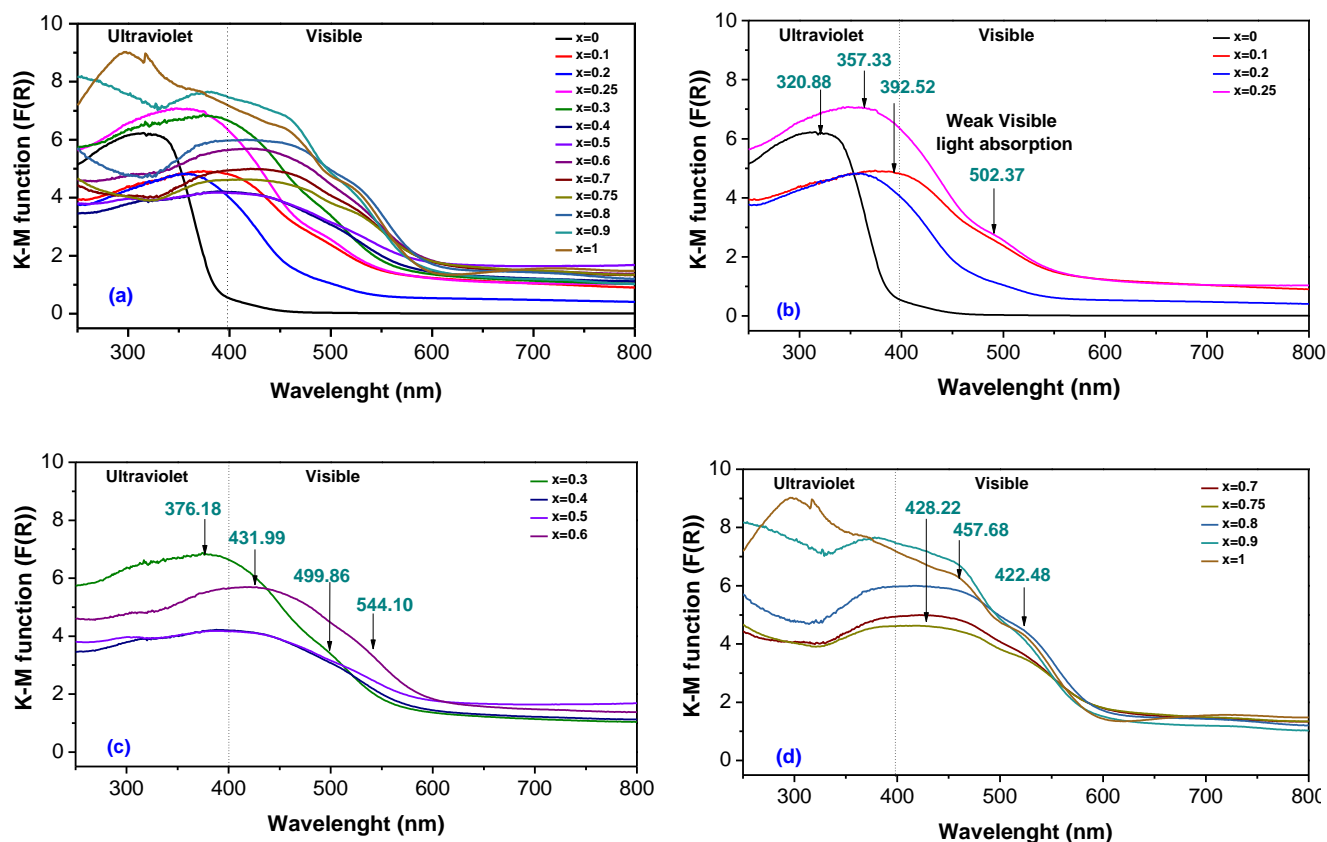 Ultraviolet
Visible
x=0
x=0.1
x=0.2
x=0.25
x=0.3
x=0.4
x=0.5
x=0.6
x=0.7
x=0.75
x=0.8
x=0.9
x=1
K-M function (F(R))
10
8
6
4
2
0
(a)
300 400 500 600 700 800
Wavelenght (nm)
Ultraviolet
Visible
x=0
x=0.1
x=0.2
x=0.25
357.33
320.88
392.52
Weak Visible
light absorption
502.37
K-M function (F(R))
10
8
6
4
2
0
(b)
300 400 500 600 700 800
Wavelenght (nm)
Ultraviolet
Visible
x=0.3
x=0.4
x=0.5
x=0.6
376.18
431.99
499.86
544.10
K-M function (F(R))
10
8
6
4
2
0
(c)
300 400 500 600 700 800
Wavelenght (nm)
Ultraviolet
Visible
x=0.7
x=0.75
x=0.8
x=0.9
x=1
428.22
457.68
422.48
K-M function (F(R))
10
8
6
4
2
0
(d)
300 400 500 600 700 800
Wavelenght (nm)